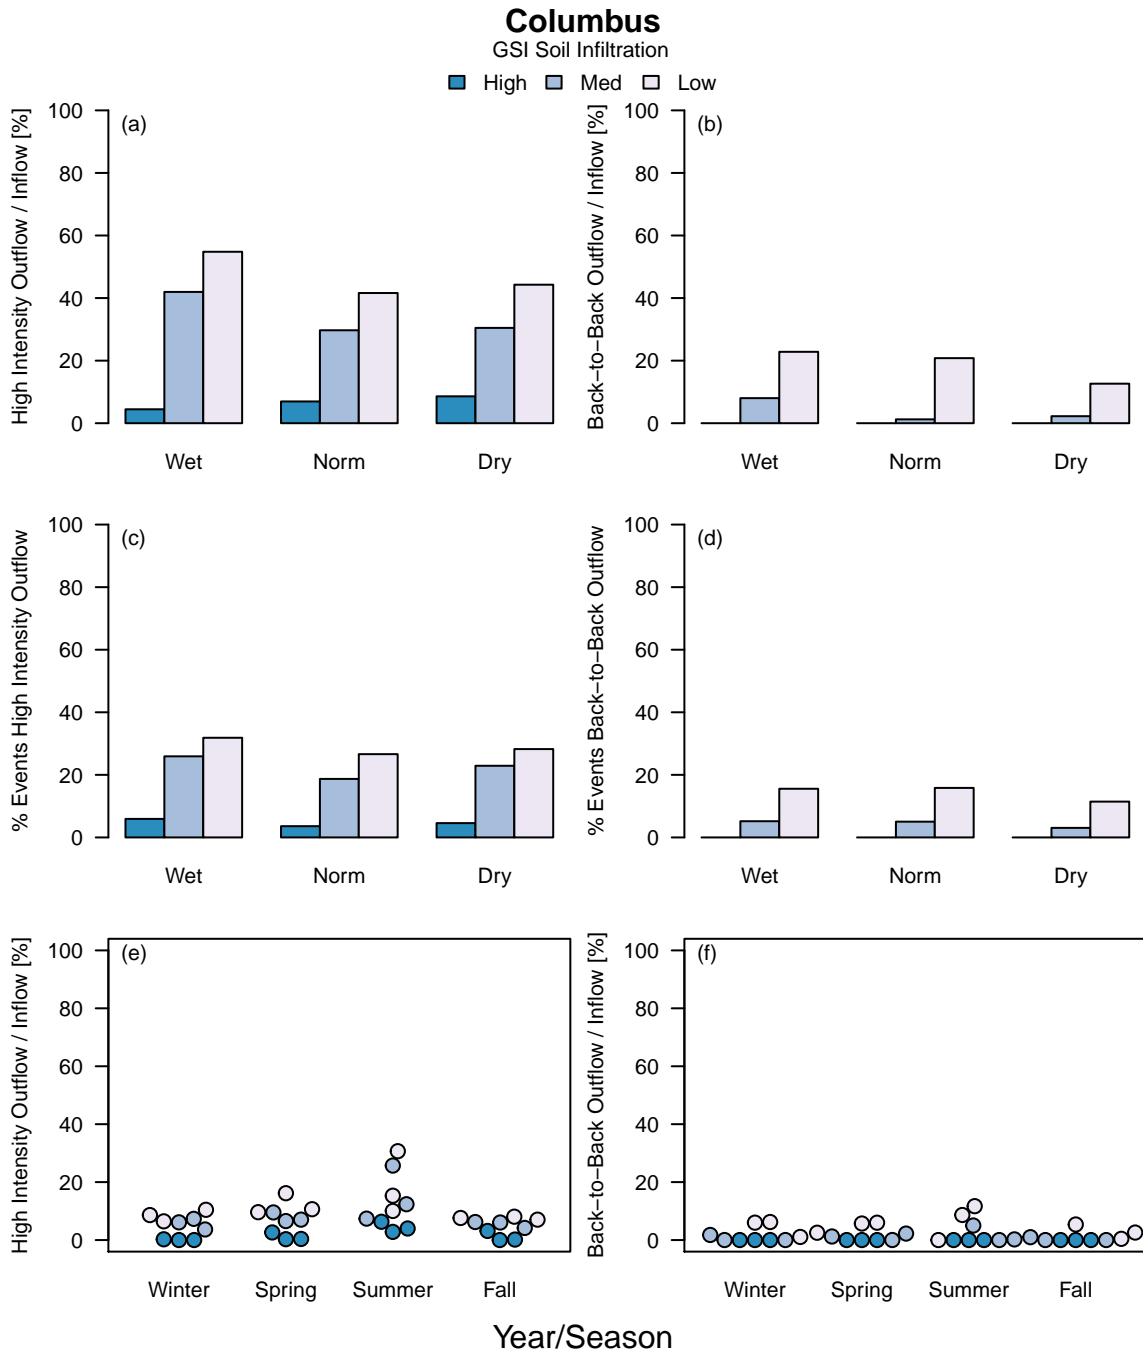 Columbus
GSI Soil Infiltration
High Med Low
High Intensity Outflow / Inflow [%]
100
80
60
40
20
0
(a)
Wet Norm Dry
Back−to−Back Outflow / Inflow [%]
100
80
60
40
20
0
(b)
Wet Norm Dry
% Events High Intensity Outflow
100
80
60
40
20
0
(c)
Wet Norm Dry
% Events Back−to−Back Outflow
100
80
60
40
20
0
(d)
Wet Norm Dry
High Intensity Outflow / Inflow [%]
100
80
60
40
20
0
(e)
Winter Spring Summer Fall
Back−to−Back Outflow / Inflow [%]
100
80
60
40
20
0
(f)
Winter Spring Summer Fall
Year/Season